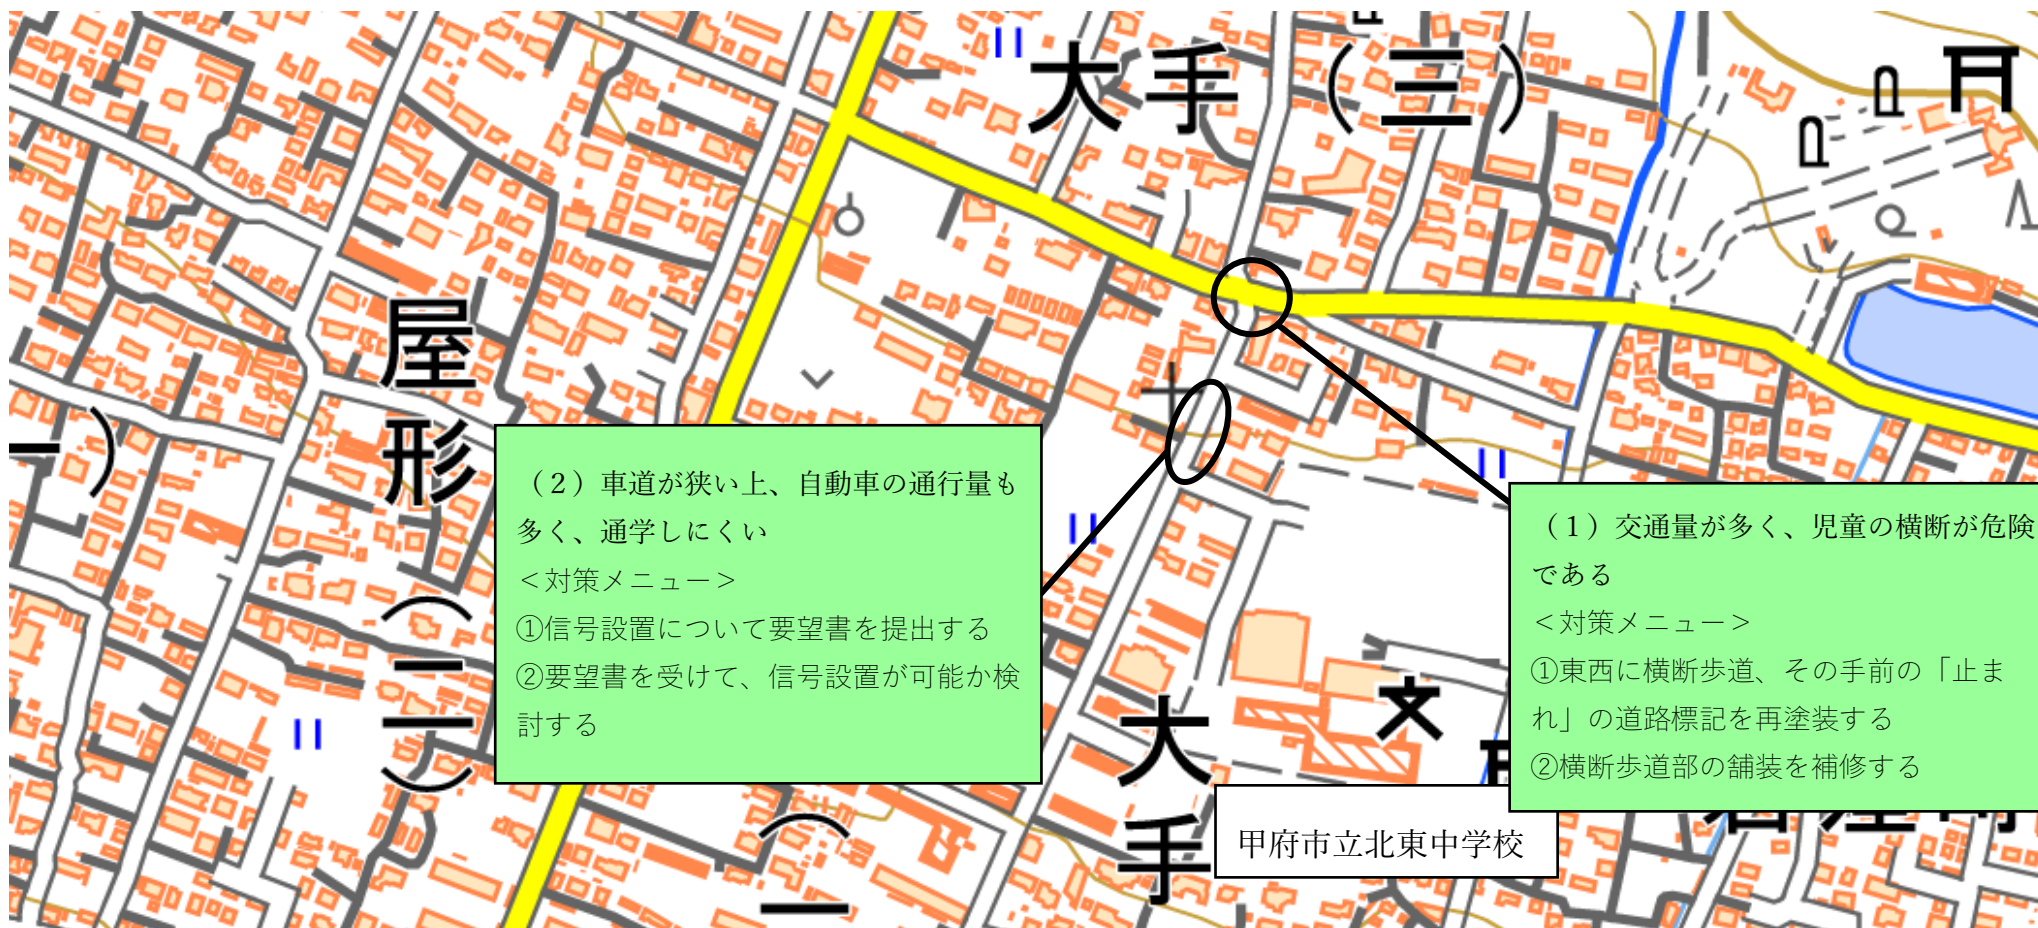 大手（三）
屋形（二）
（２）車道が狭い上、自動車の通行量も
多く、通学しにくい
＜対策メニュー＞
①信号設置について要望書を提出する
②要望書を受けて、信号設置が可能か検
討する
（１）交通量が多く、児童の横断が危険
である
＜対策メニュー＞
①東西に横断歩道、その手前の「止ま
れ」の道路標記を再塗装する
②横断歩道部の舗装を補修する
大手
甲府市立北東中学校